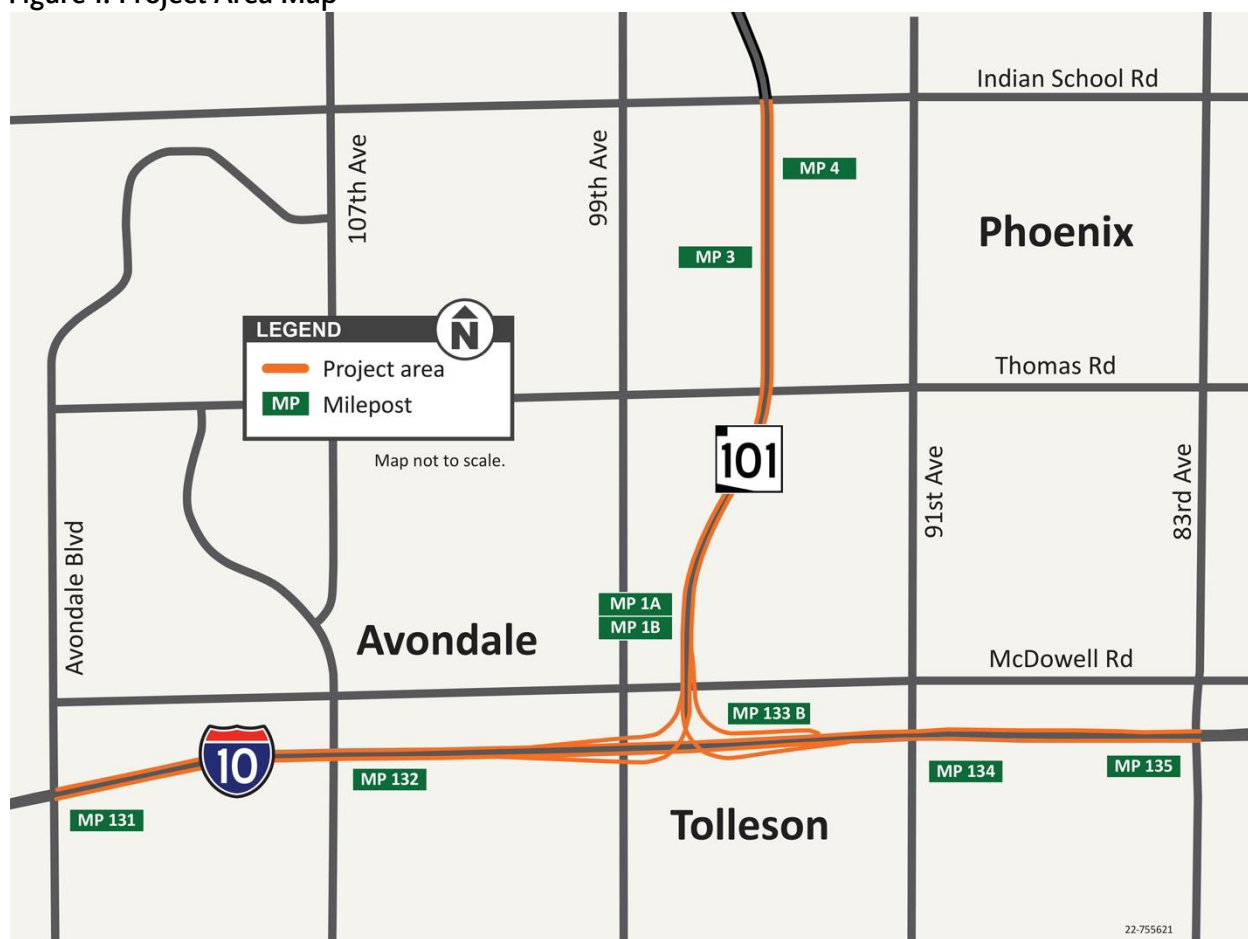 Figure 1. Project Area Map
Indian School Rd
MP 4
107th Ave
99th Ave
Phoenix
MP 3
LEGEND
N
Project area
MP Milepost
Thomas Rd
Map not to scale.
101
91st Ave
83rd Ave
Avondale Blvd
MP 1A
MP 1B
Avondale
McDowell Rd
MP 133 B
10
MP 132
MP 134
MP 135
MP 131
Tolleson
22-755621